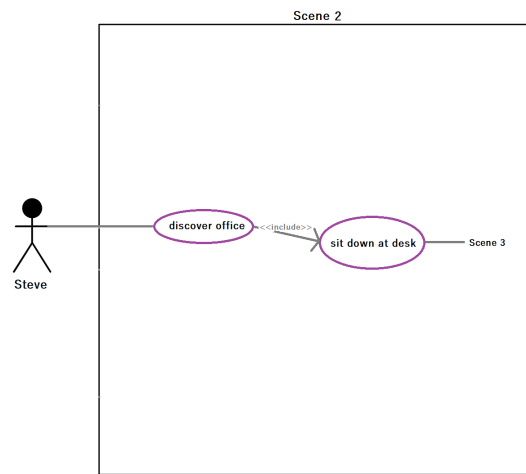 Scene 2
discover office
<<include>>
sit down at desk
Scene 3
Steve